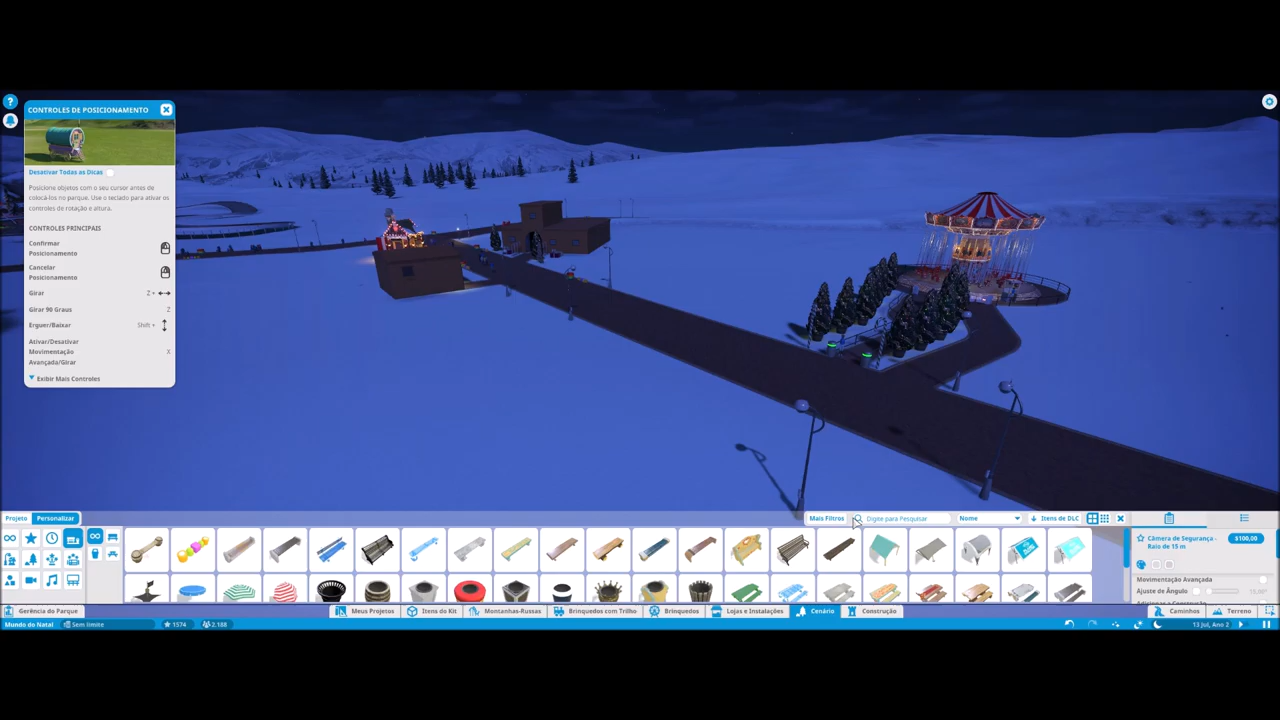 CONTROLES DE POSICIONAMENTO
Desativar Todas as Dicas
Posicione objetos com o seu cursor antes de
colocá-los no parque. Use o teclado para ativar os
controles de rotação e altura.
CONTROLES PRINCIPAIS
Confirmar
Posicionamento
Cancelar
Posicionamento
Girar Z +
Girar 90 Graus Z
Erguer/Baixar Shift +
Ativar/Desativar
Movimentação X
Avançada/Girar
Exibir Mais Controles
Projeto Personalizar
Mais Filtros Digite para Pesquisar Nome Itens de DLC
Câmera de Segurança -
Raio de 15 m
$100,00
Movimentação Avançada
Ajuste de Ângulo
Gerência do Parque Meus Projetos Itens do Kit Montanhas-Russas Brinquedos com Trilho Brinquedos Lojas e Instalações Cenário Construção Caminhos Terreno
Mundo do Natal Sem limite 1574 2.188 13 Jul, Ano 2